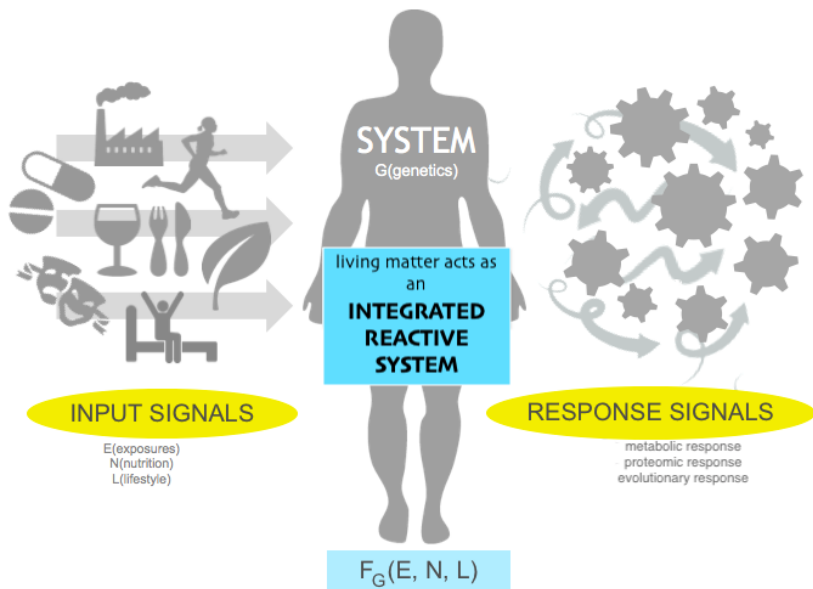 SYSTEM
G(genetics)
living matter acts as
an
INTEGRATED
REACTIVE
SYSTEM
INPUT SIGNALS
E(exposures)
N(nutrition)
L(lifestyle)
RESPONSE SIGNALS
metabolic response
proteomic response
evolutionary response
F_G(E, N, L)